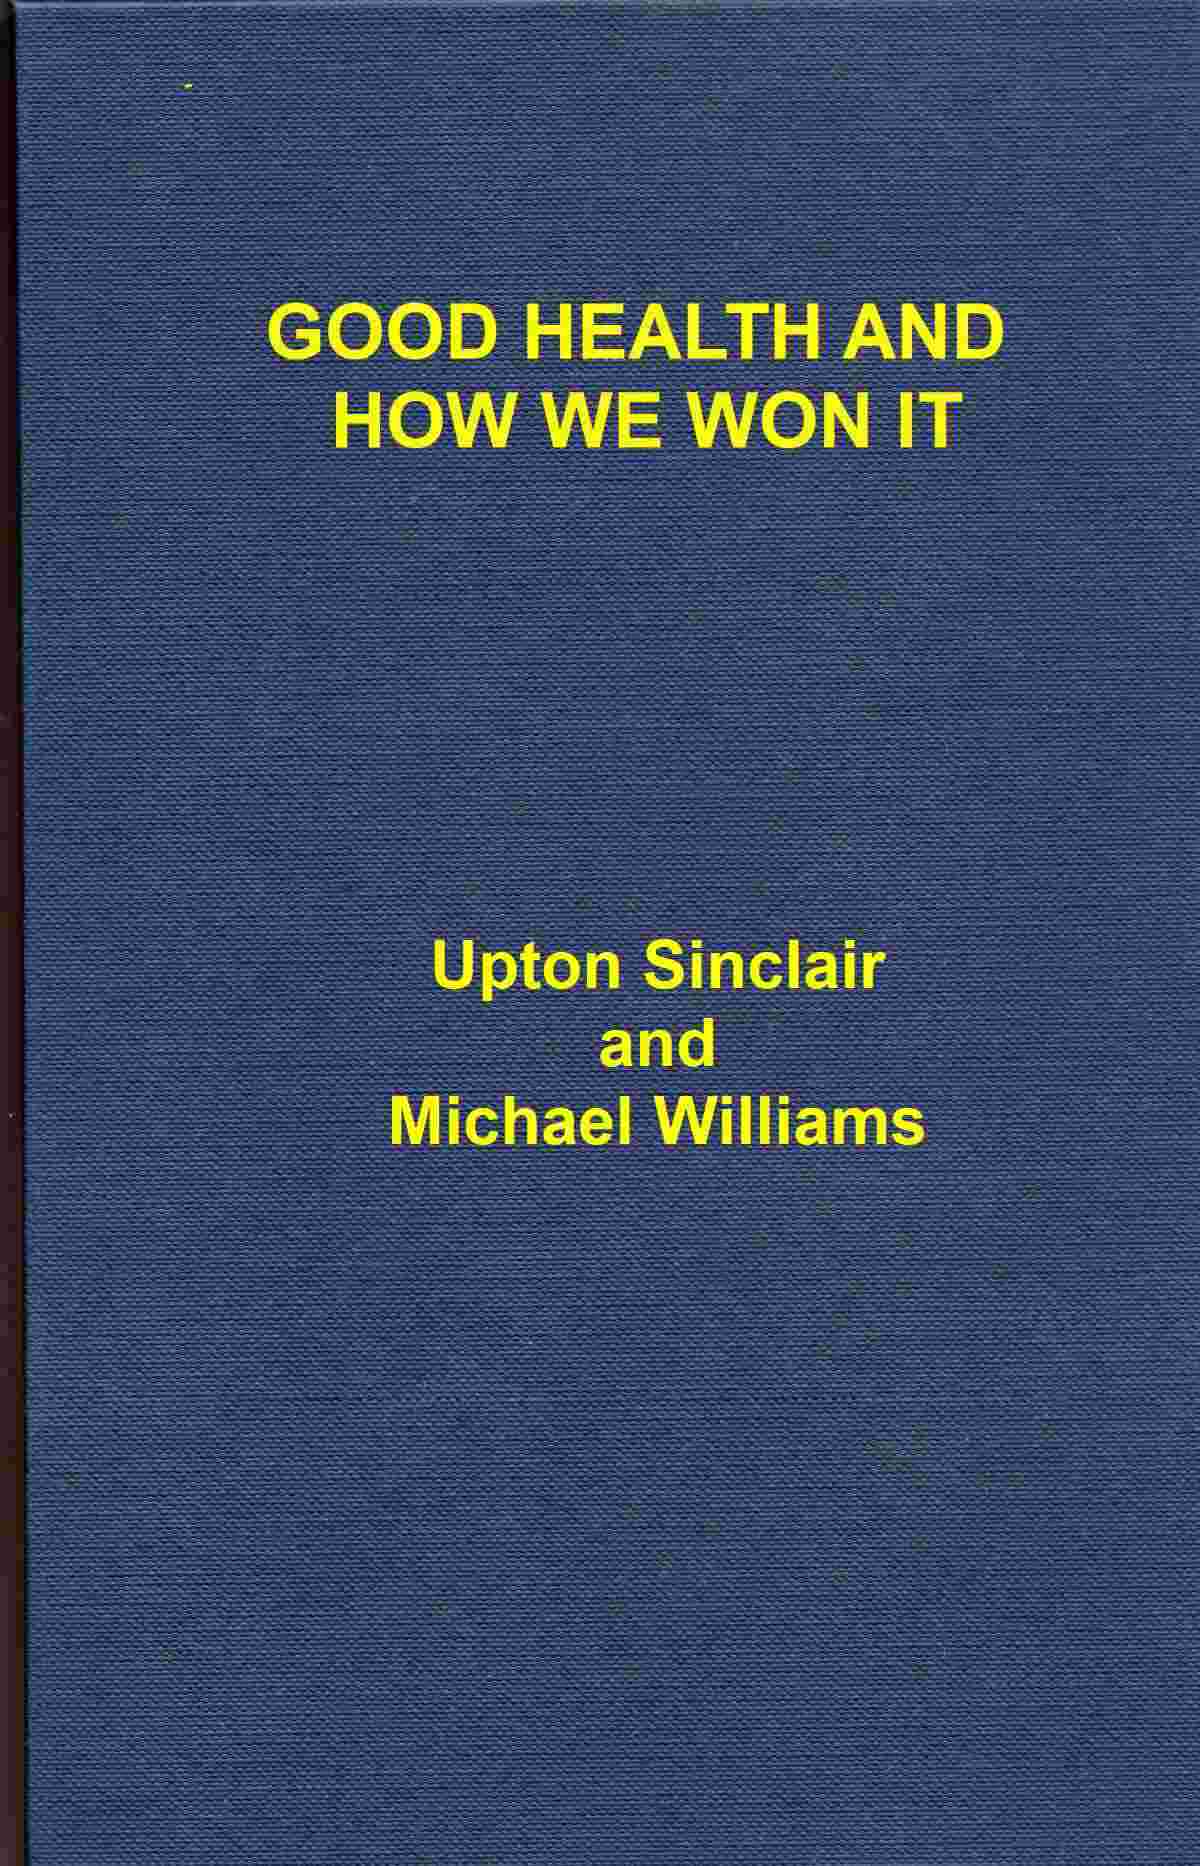 GOOD HEALTH AND
HOW WE WON IT
Upton Sinclair
and
Michael Williams